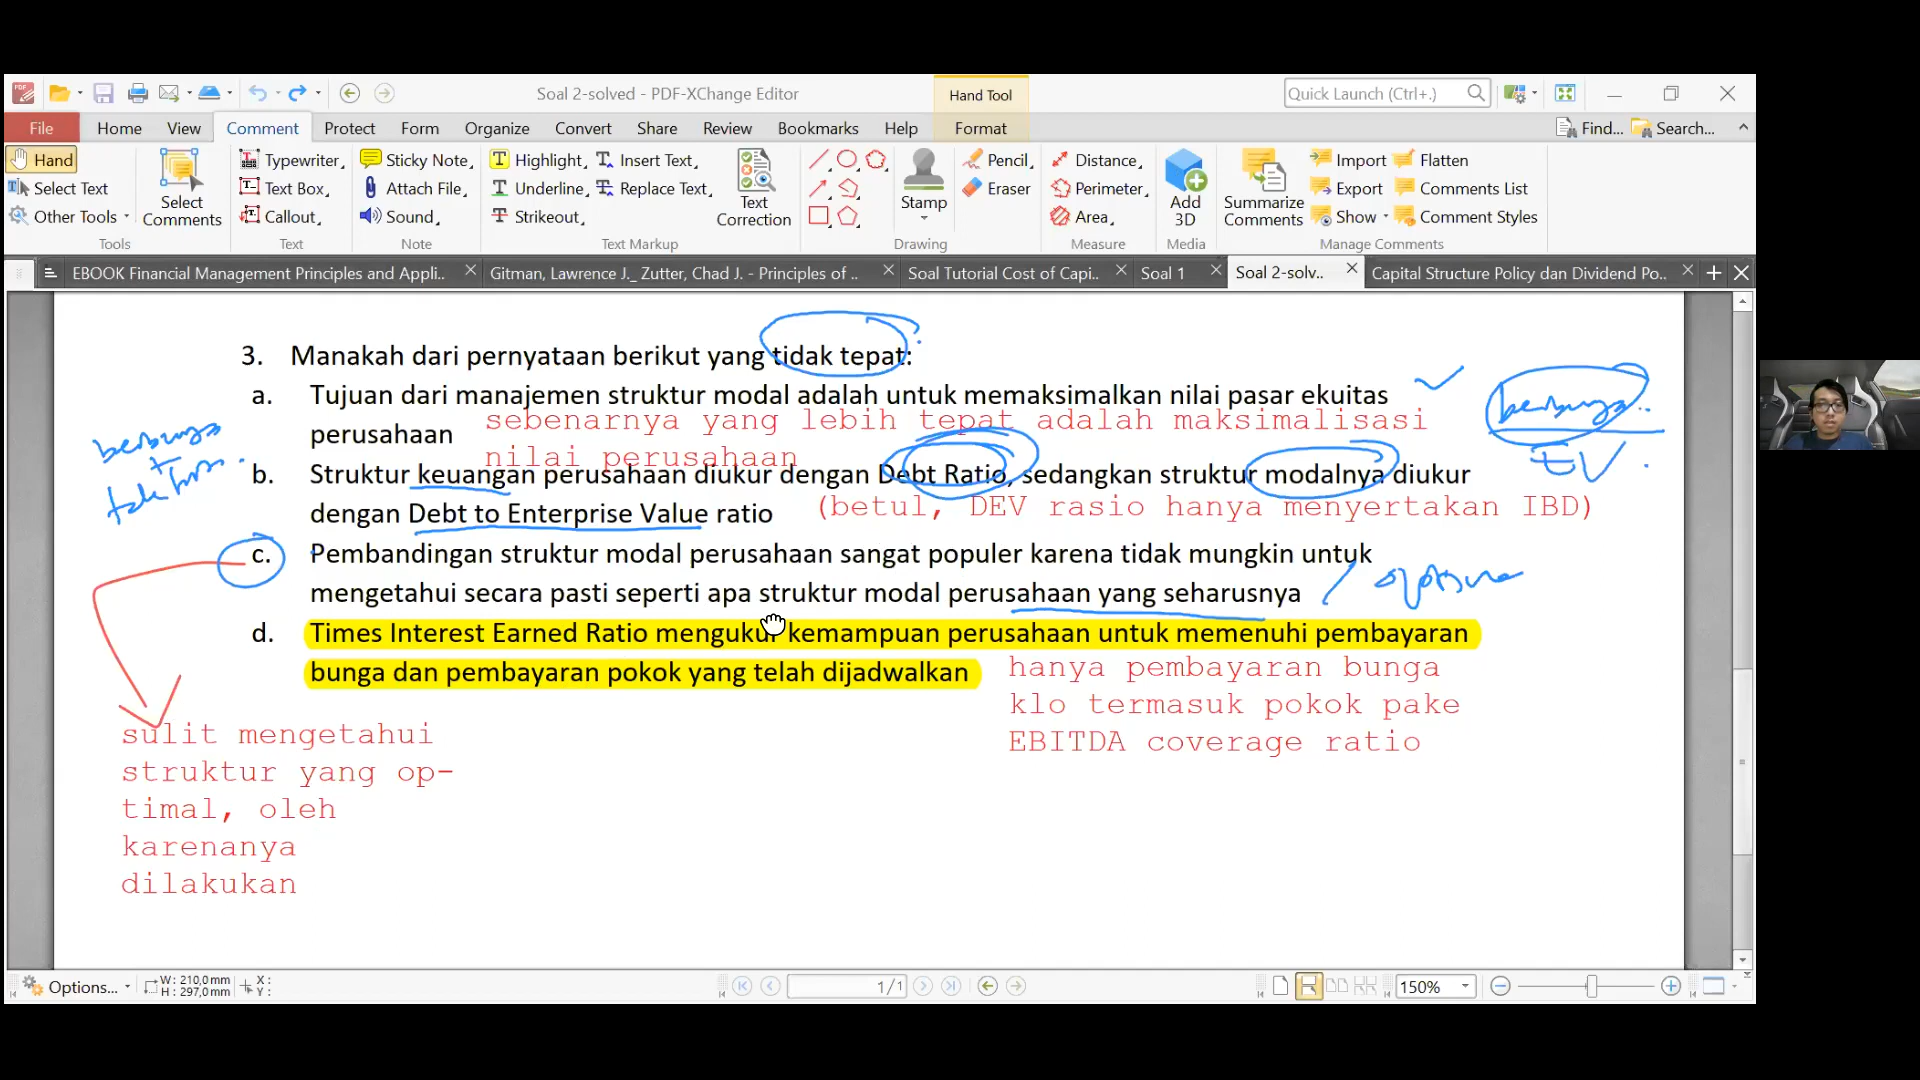 Soal 2-solved - PDF-XChange Editor
Hand Tool
Quick Launch (Ctrl+.)
File Home View Comment Protect Form Organize Convert Share Review Bookmarks Help Format
Find... Search...
Hand Typewriter Sticky Note Highlight Insert Text Pencil Distance Import Flatten
Select Text Text Box Attach File Underline Replace Text Eraser Perimeter Export Comments List
Other Tools Callout Sound Strikeout Area Show Comment Styles
Select Comments
Text Correction
Stamp
Add 3D
Summarize Comments
Tools Text Note Text Markup Drawing Measure Media Manage Comments
EBOOK Financial Management Principles and Appli.. Gitman, Lawrence J._ Zutter, Chad J. - Principles of .. Soal Tutorial Cost of Capi.. Soal 1 Soal 2-solv.. Capital Structure Policy dan Dividend Po..
3. Manakah dari pernyataan berikut yang tidak tepat:
a. Tujuan dari manajemen struktur modal adalah untuk memaksimalkan nilai pasar ekuitas
perusahaan
sebenarnya yang lebih tepat adalah maksimalisasi
nilai perusahaan
berbunga
EV
berbunga
+
b. Struktur keuangan perusahaan diukur dengan Debt Ratio, sedangkan struktur modalnya diukur
dengan Debt to Enterprise Value ratio
(betul, DEV rasio hanya menyertakan IBD)
c. Pembandingan struktur modal perusahaan sangat populer karena tidak mungkin untuk
mengetahui secara pasti seperti apa struktur modal perusahaan yang seharusnya
d. Times Interest Earned Ratio mengukur kemampuan perusahaan untuk memenuhi pembayaran
bunga dan pembayaran pokok yang telah dijadwalkan
hanya pembayaran bunga
klo termasuk pokok pake
EBITDA coverage ratio
sulit mengetahui
struktur yang op-
timal, oleh
karenanya
dilakukan
Options...
W: 210,0 mm
H: 297,0 mm
X:
Y:
1 / 1
150%